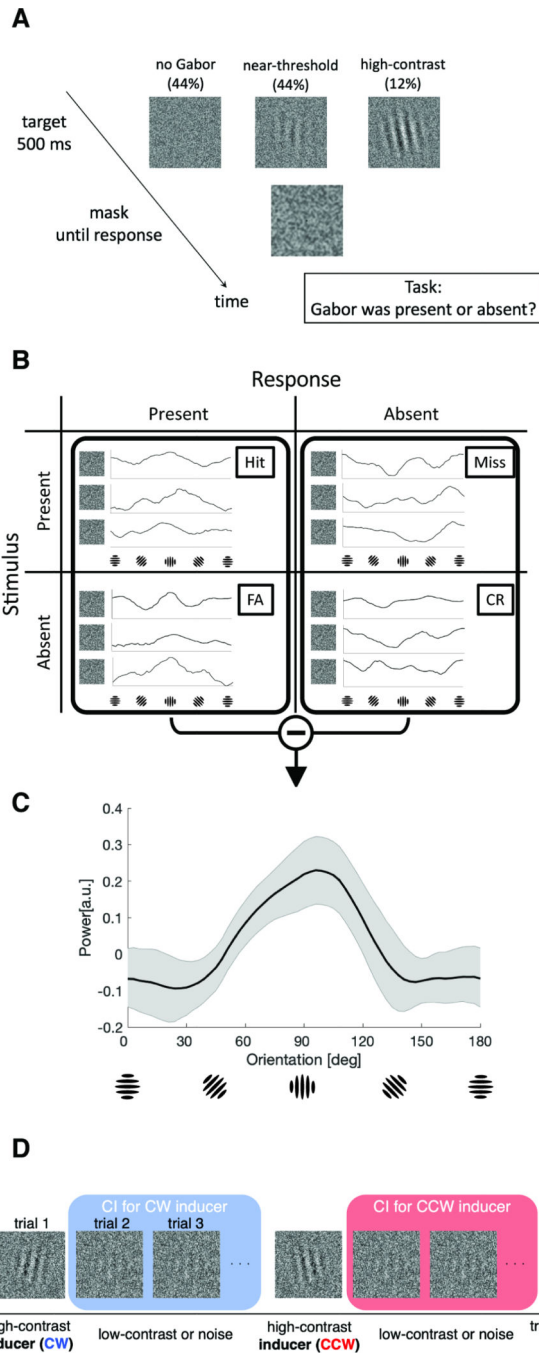 A
no Gabor near-threshold high-contrast
(44%) (44%) (12%)
target
500 ms
mask
until response
time
Task:
Gabor was present or absent?
B
Response
Present Absent
Stimulus
Present
Hit
Miss
Absent
FA
CR
C
0.4
0.3
0.2
0.1
0
-0.1
-0.2
Power[a.u.]
0 30 60 90 120 150 180
Orientation [deg]
D
CI for CW inducer CI for CCW inducer
trial 1 trial 2 trial 3
... ...
gh-contrast low-contrast or noise high-contrast low-contrast or noise tr
ducer (CW) inducer (CCW)